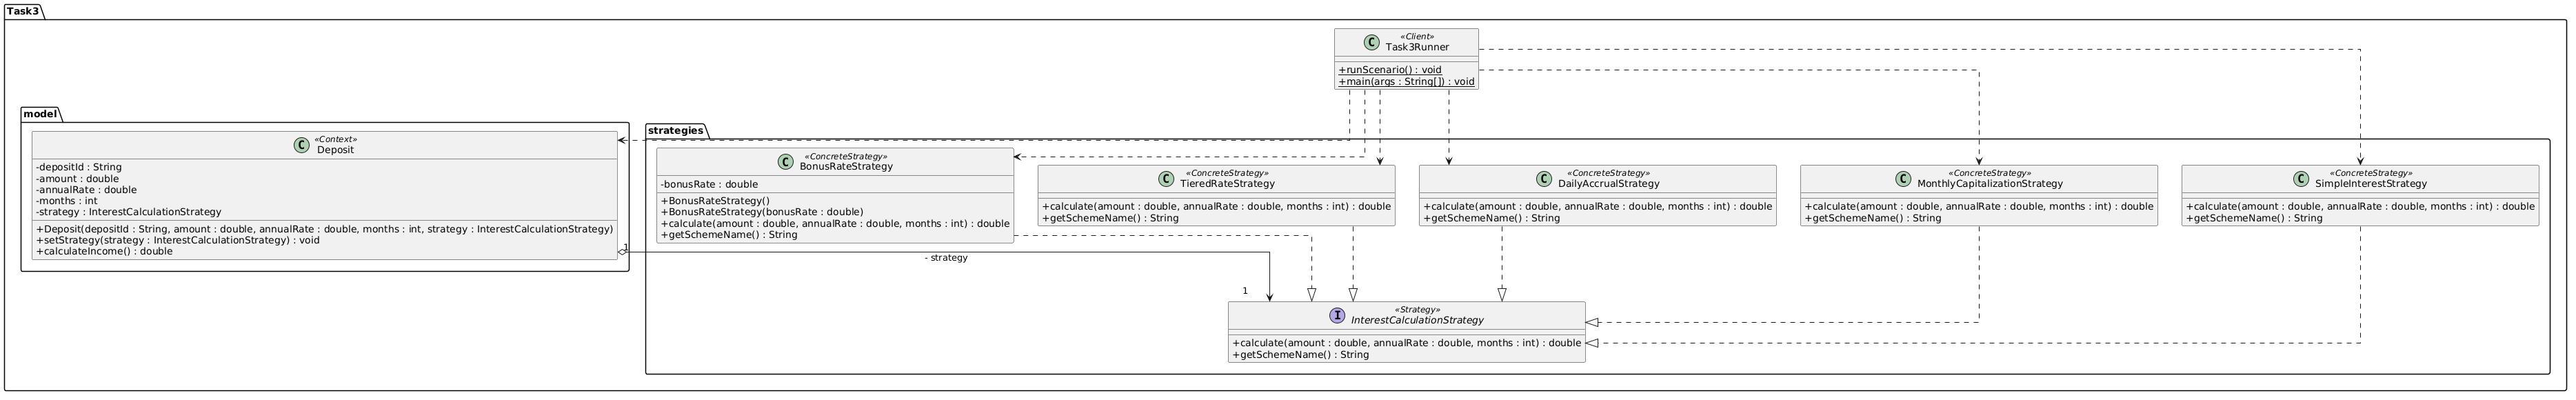 Task3
C
«Client»
Task3Runner
+runScenario() : void
+main(args : String[]) : void
model
C
«Context»
Deposit
-depositId : String
-amount : double
-annualRate : double
-months : int
-strategy : InterestCalculationStrategy
+Deposit(depositId : String, amount : double, annualRate : double, months : int, strategy : InterestCalculationStrategy)
+setStrategy(strategy : InterestCalculationStrategy) : void
+calculateIncome() : double
strategies
C
«ConcreteStrategy»
BonusRateStrategy
-bonusRate : double
+BonusRateStrategy()
+BonusRateStrategy(bonusRate : double)
+calculate(amount : double, annualRate : double, months : int) : double
+getSchemeName() : String
C
«ConcreteStrategy»
TieredRateStrategy
+calculate(amount : double, annualRate : double, months : int) : double
+getSchemeName() : String
C
«ConcreteStrategy»
DailyAccrualStrategy
+calculate(amount : double, annualRate : double, months : int) : double
+getSchemeName() : String
C
«ConcreteStrategy»
MonthlyCapitalizationStrategy
+calculate(amount : double, annualRate : double, months : int) : double
+getSchemeName() : String
C
«ConcreteStrategy»
SimpleInterestStrategy
+calculate(amount : double, annualRate : double, months : int) : double
+getSchemeName() : String
1
- strategy
1
I
«Strategy»
InterestCalculationStrategy
+calculate(amount : double, annualRate : double, months : int) : double
+getSchemeName() : String